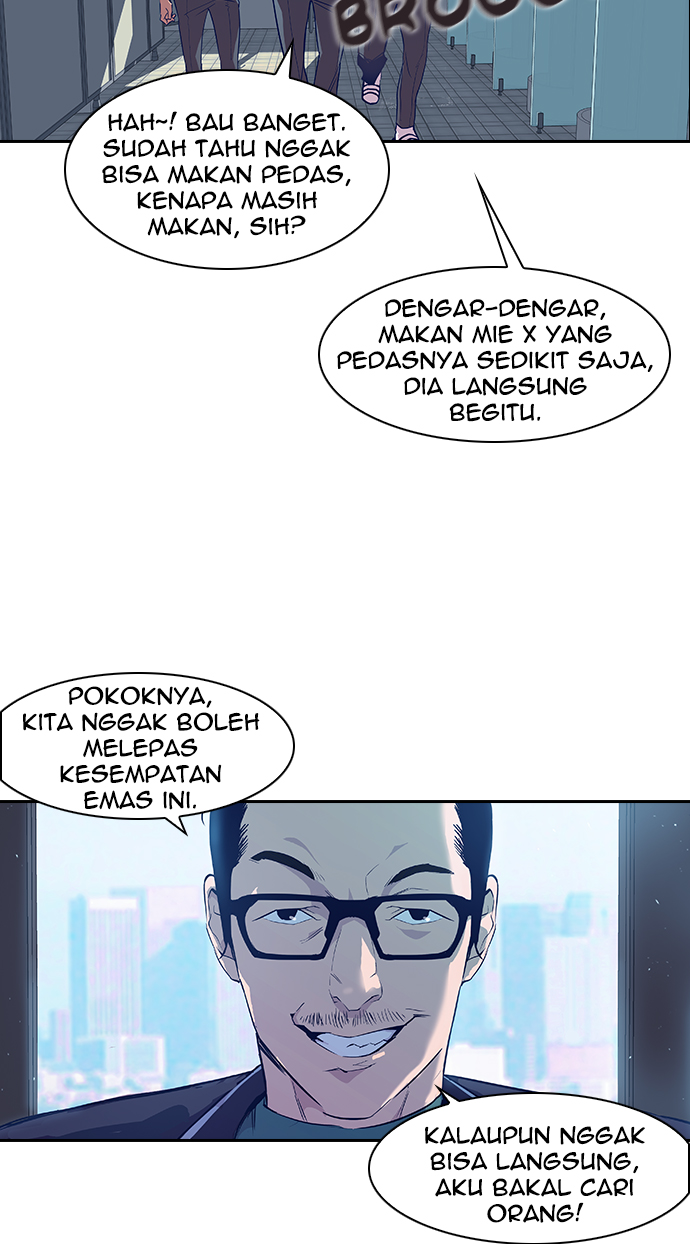 HAH~! BAU BANGET.
SUDAH TAHU NGGAK
BISA MAKAN PEDAS,
KENAPA MASIH
MAKAN, SIH?
DENGAR-DENGAR,
MAKAN MIE X YANG
PEDASNYA SEDIKIT SAJA,
DIA LANGSUNG
BEGITU.
POKOKNYA,
KITA NGGAK BOLEH
MELEPAS
KESEMPATAN
EMAS INI.
KALAUPUN NGGAK
BISA LANGSUNG,
AKU BAKAL CARI
ORANG!